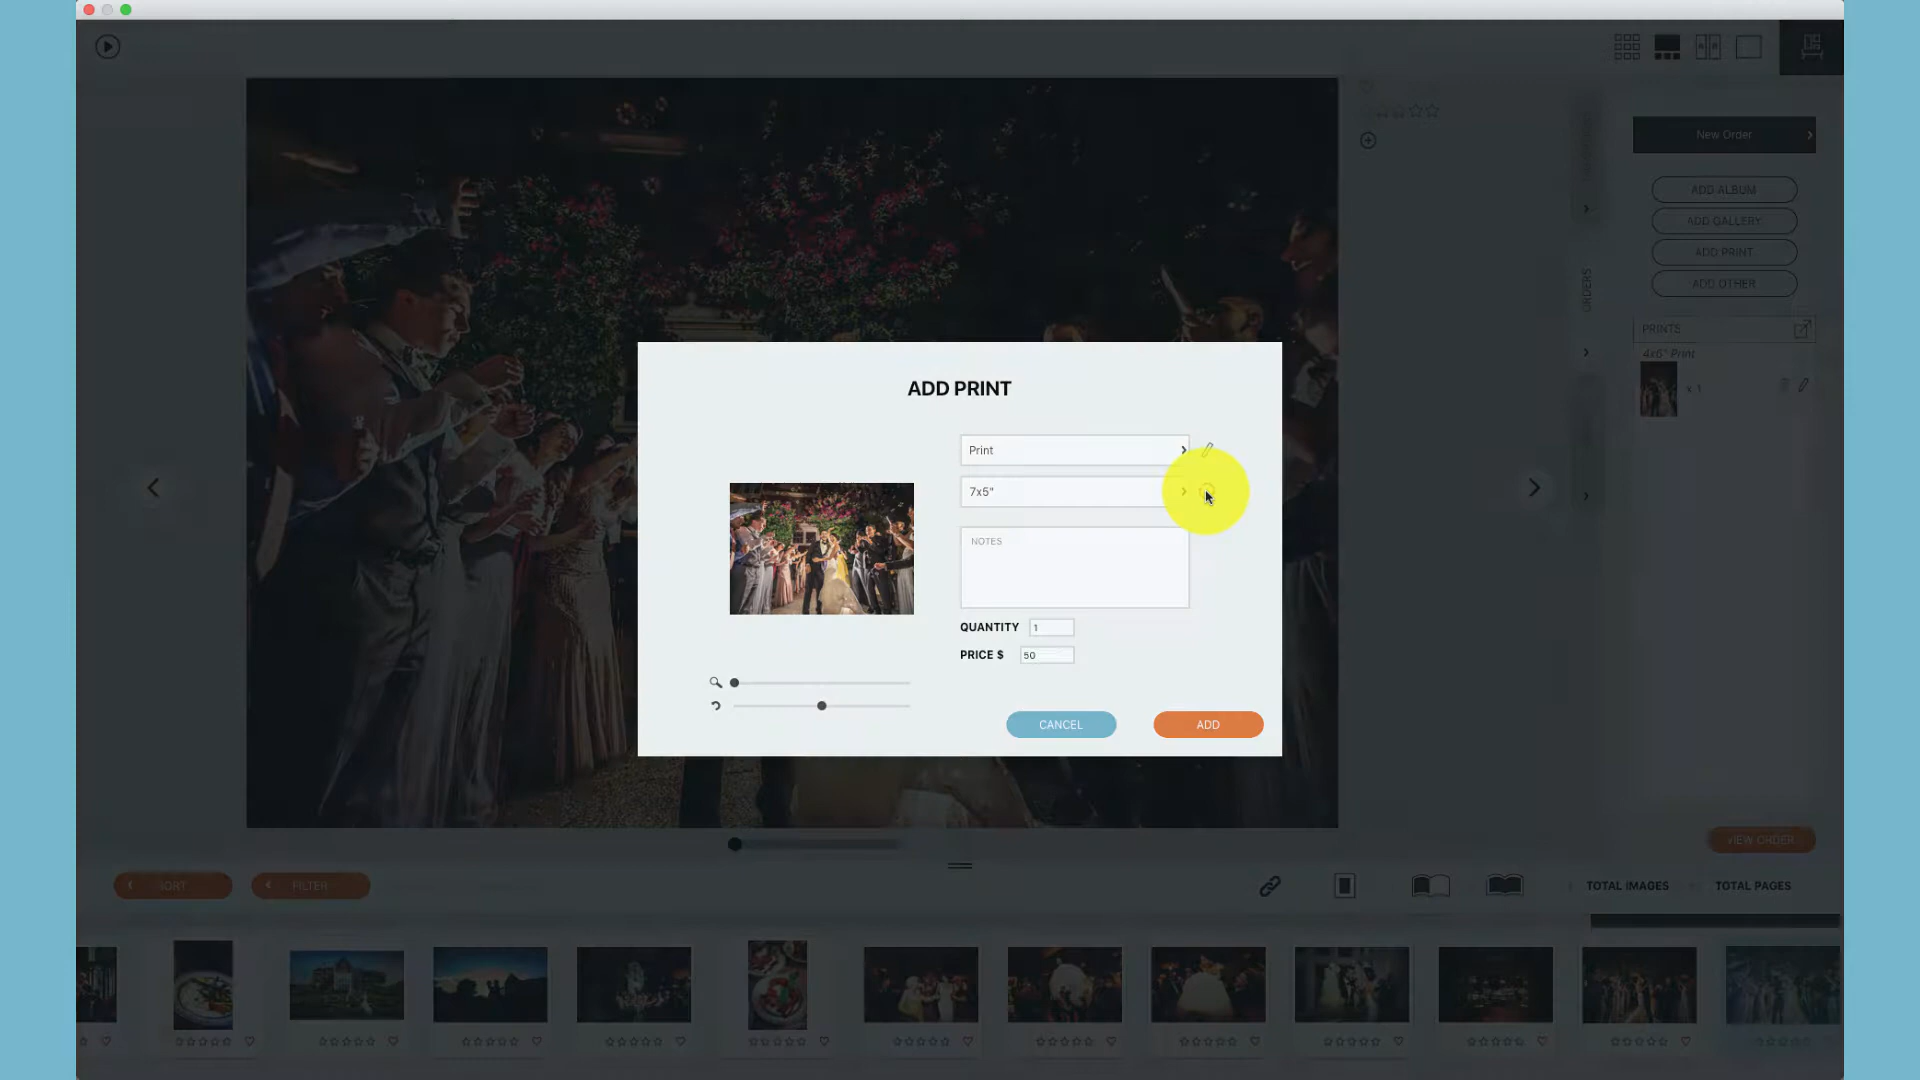 New Order
ADD ALBUM
ADD GALLERY
ADD PRINT
ADD OTHER
ORDERS
PRINTS
4x6" Print
x 1
ADD PRINT
Print
7x5"
NOTES
QUANTITY 1
PRICE $ 50
CANCEL
ADD
VIEW ORDER
SORT
FILTER
TOTAL IMAGES
TOTAL PAGES